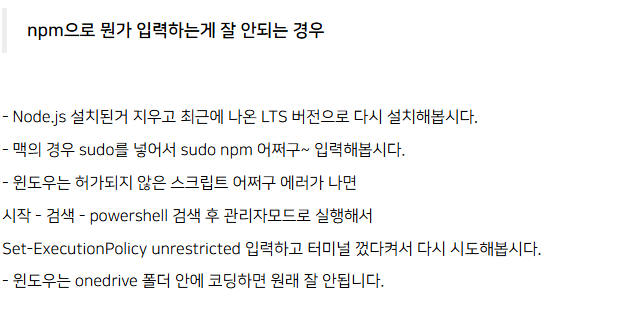 npm으로 뭔가 입력하는게 잘 안되는 경우
- Node.js 설치된거 지우고 최근에 나온 LTS 버전으로 다시 설치해봅시다.
- 맥의 경우 sudo를 넣어서 sudo npm 어쩌구~ 입력해봅시다.
- 윈도우는 허가되지 않은 스크립트 어쩌구 에러가 나면
시작 - 검색 - powershell 검색 후 관리자모드로 실행해서
Set-ExecutionPolicy unrestricted 입력하고 터미널 껐다켜서 다시 시도해봅시다.
- 윈도우는 onedrive 폴더 안에 코딩하면 원래 잘 안됩니다.